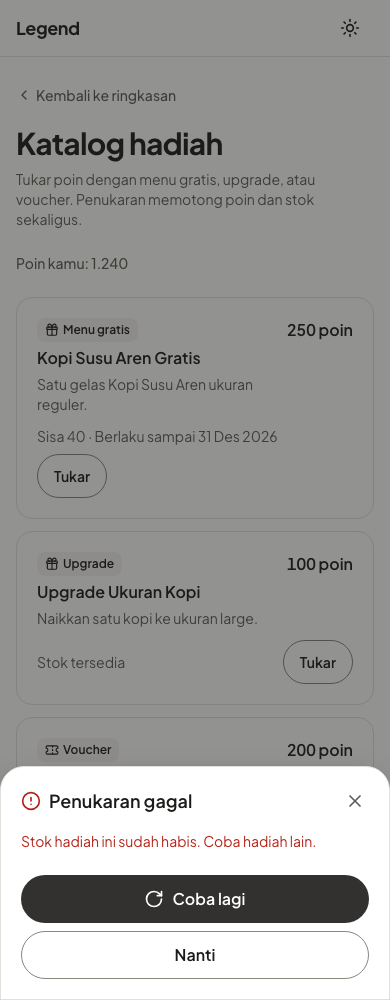 Legend
Kembali ke ringkasan
Katalog hadiah
Tukar poin dengan menu gratis, upgrade, atau
voucher. Penukaran memotong poin dan stok
sekaligus.
Poin kamu: 1.240
Menu gratis
250 poin
Kopi Susu Aren Gratis
Satu gelas Kopi Susu Aren ukuran
reguler.
Sisa 40 · Berlaku sampai 31 Des 2026
Tukar
Upgrade
100 poin
Upgrade Ukuran Kopi
Naikkan satu kopi ke ukuran large.
Stok tersedia
Tukar
Voucher
200 poin
Penukaran gagal
Stok hadiah ini sudah habis. Coba hadiah lain.
Coba lagi
Nanti